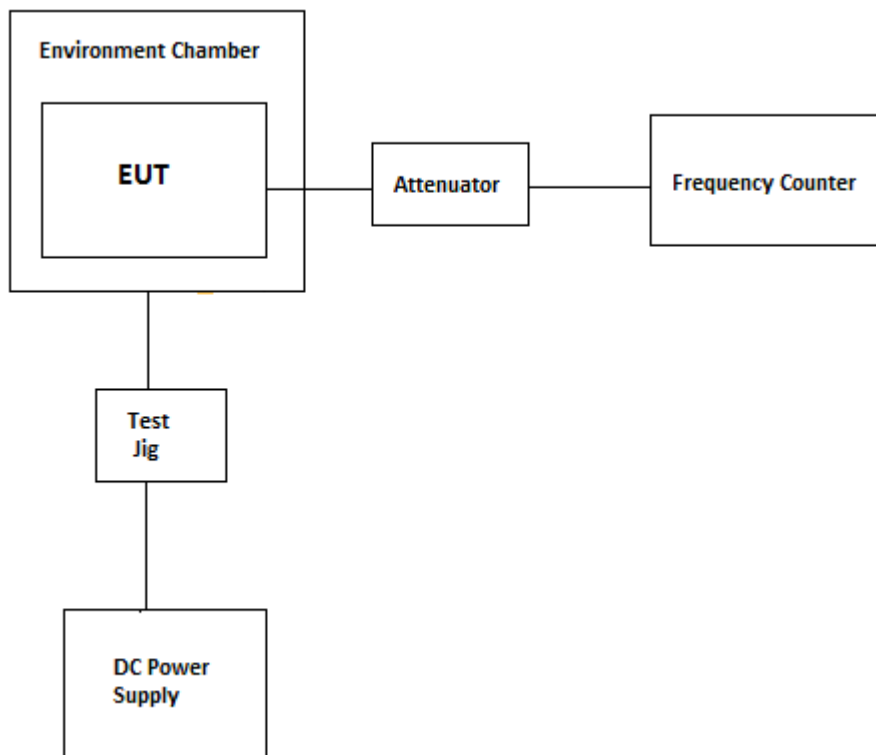 Environment Chamber
EUT
Attenuator
Frequency Counter
Test
Jig
DC Power
Supply